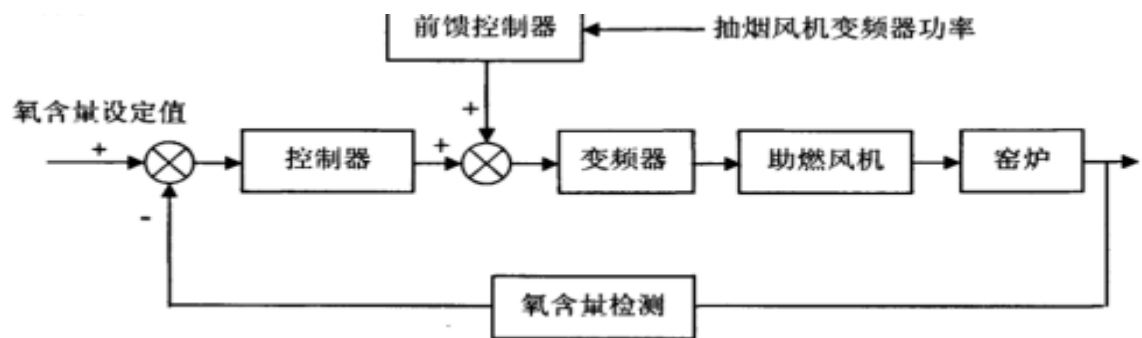 前馈控制器
抽烟风机变频器功率
氧含量设定值
+
+
+
控制器
变频器
助燃风机
窑炉
-
氧含量检测